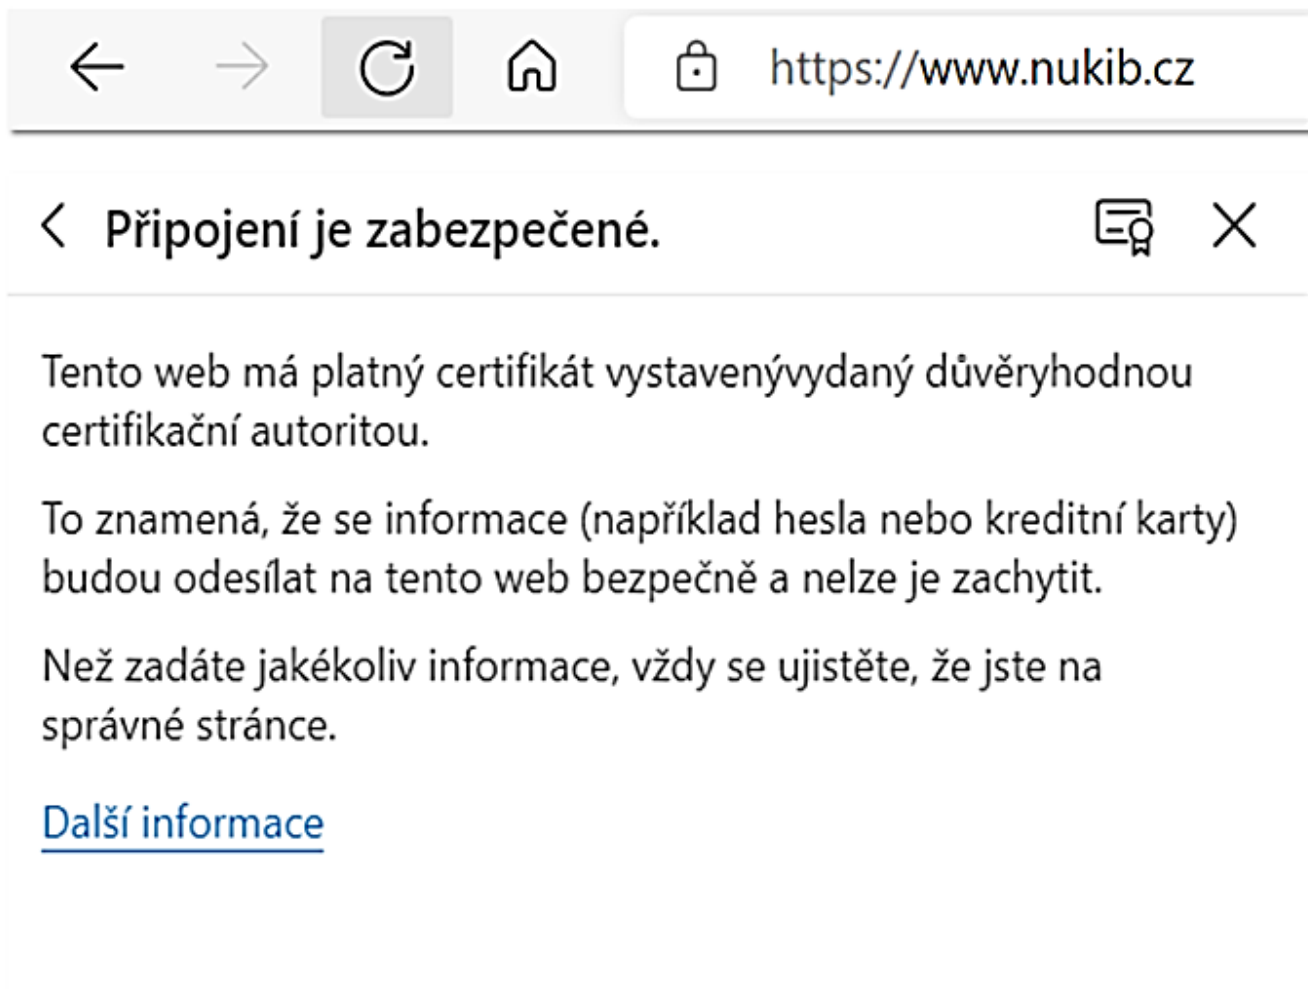 https://www.nukib.cz
Připojení je zabezpečené.
Tento web má platný certifikát vystavenývydaný důvěryhodnou
certifikační autoritou.
To znamená, že se informace (například hesla nebo kreditní karty)
budou odesílat na tento web bezpečně a nelze je zachytit.
Než zadáte jakékoliv informace, vždy se ujistěte, že jste na
správné stránce.
Další informace